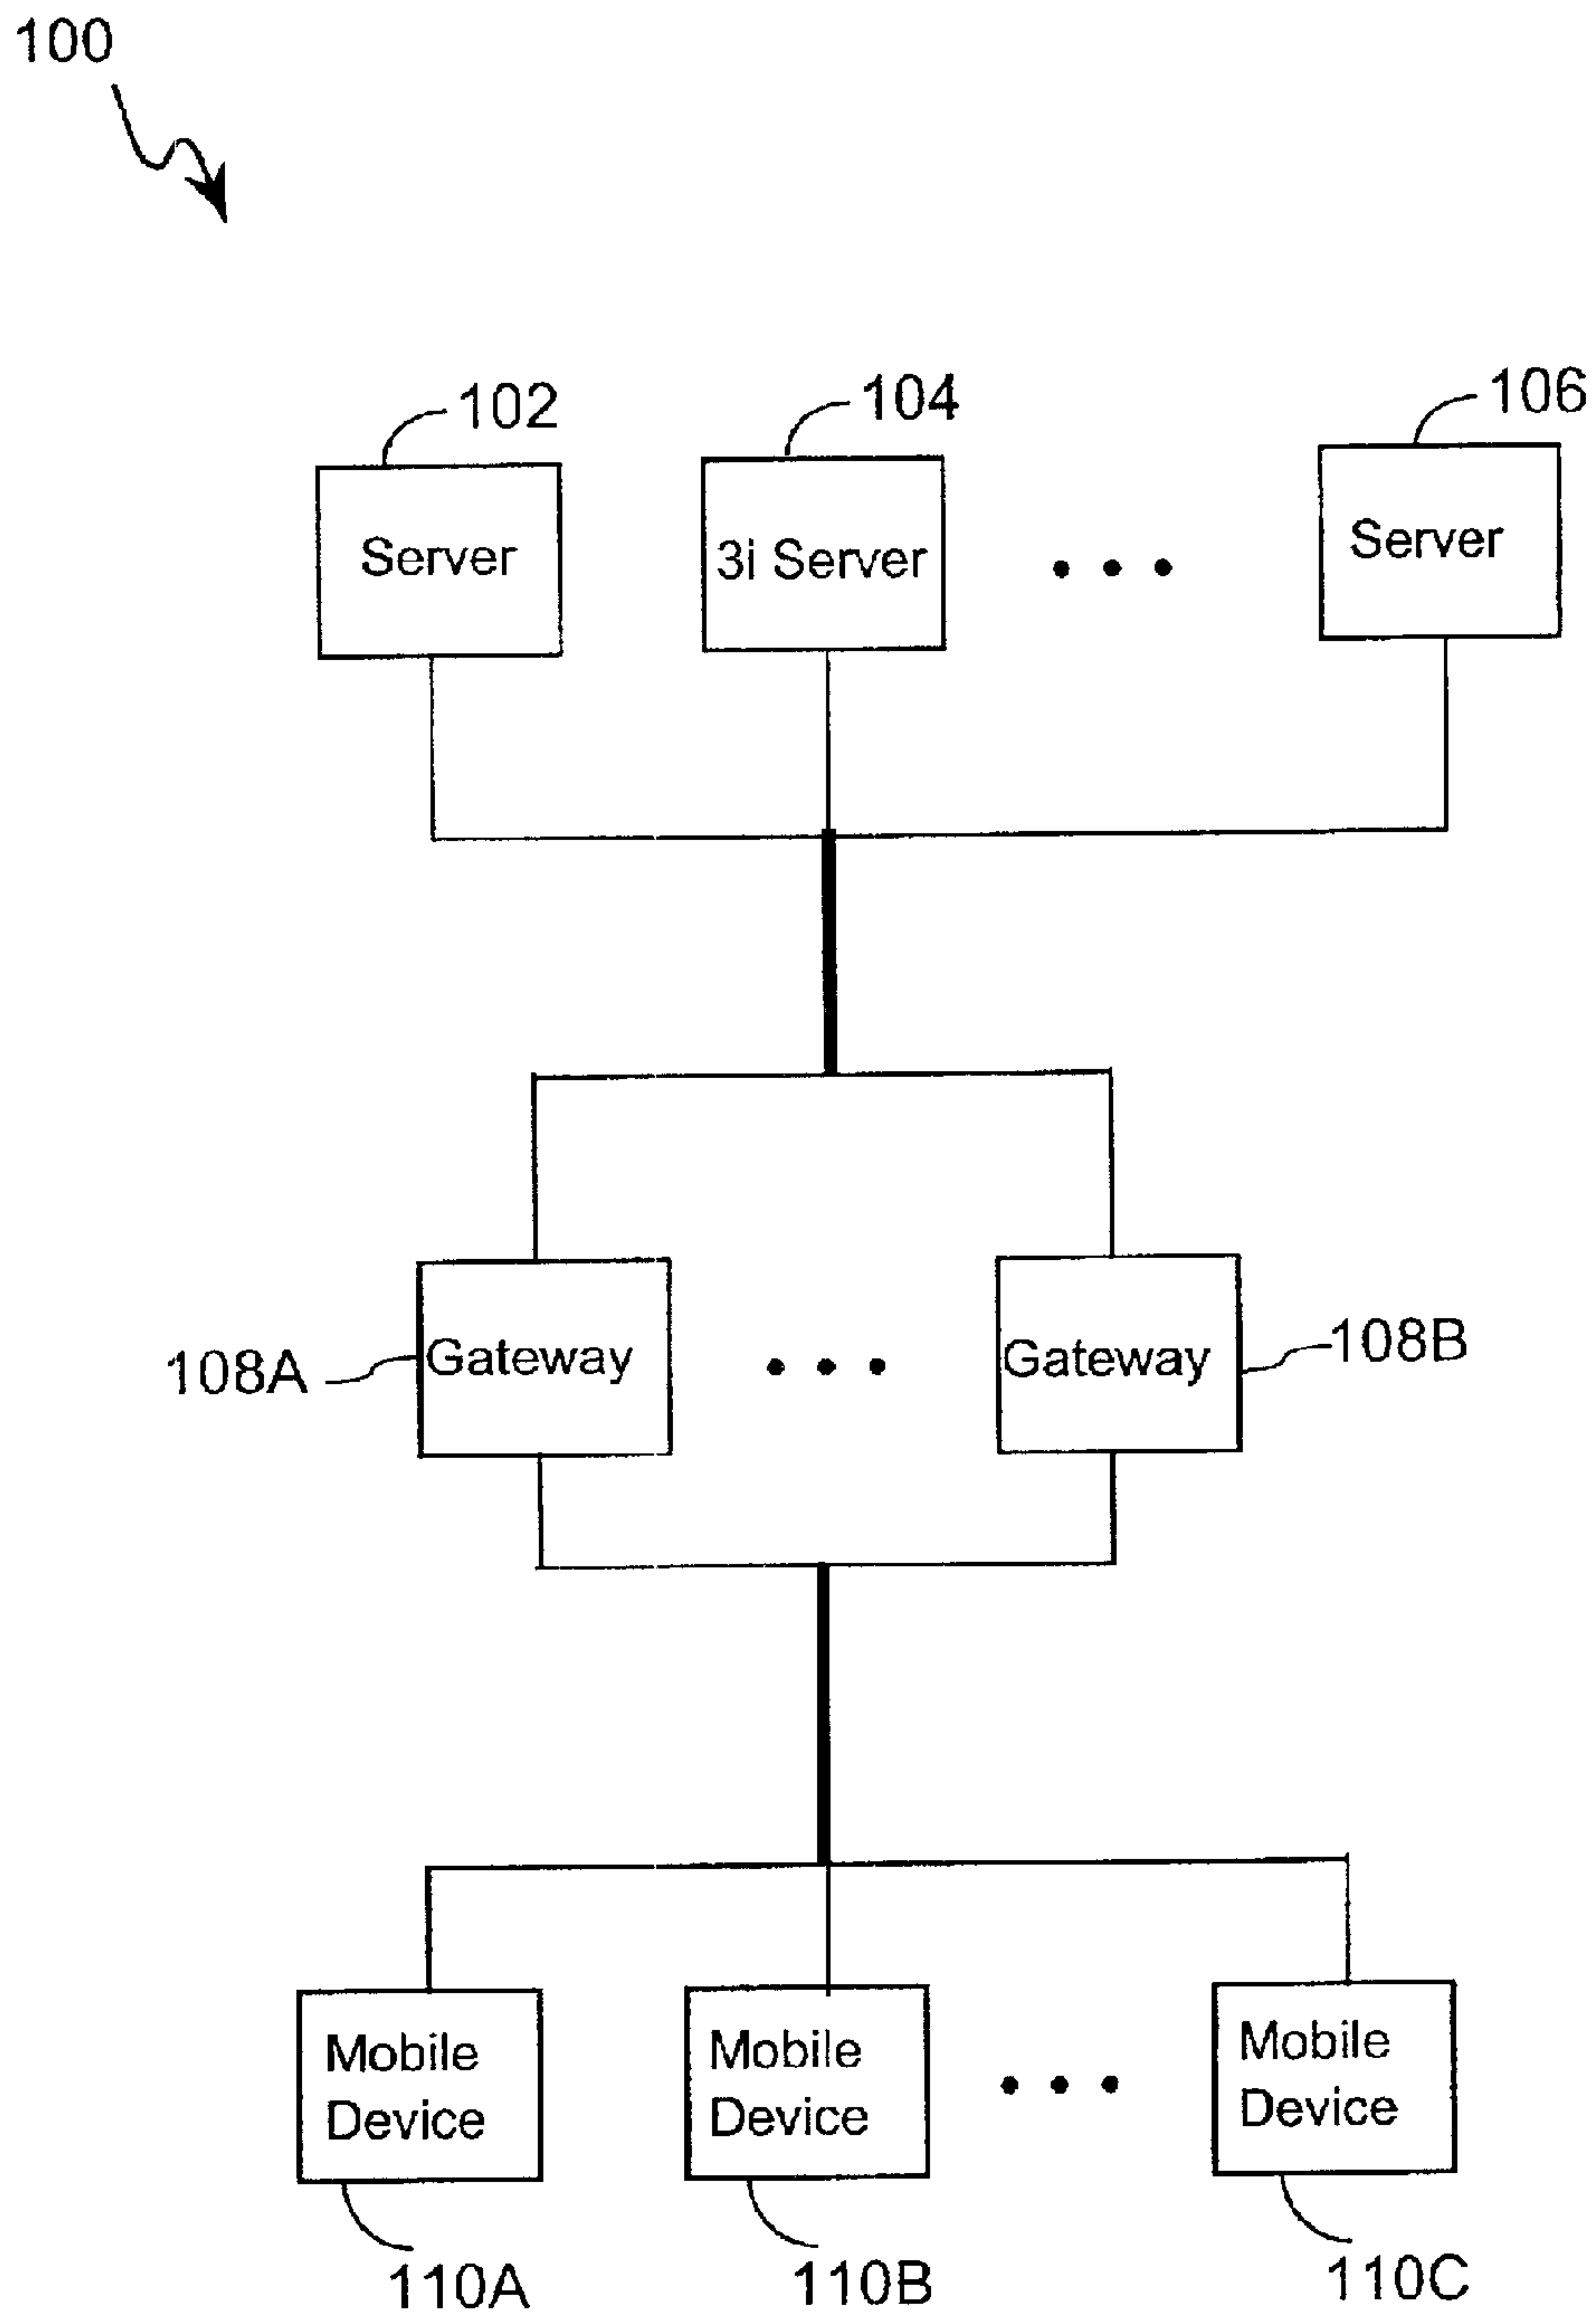 100
102
104
106
Server
3i Server
Server
108A
Gateway
Gateway
108B
Mobile
Device
Mobile
Device
Mobile
Device
110A
110B
110C